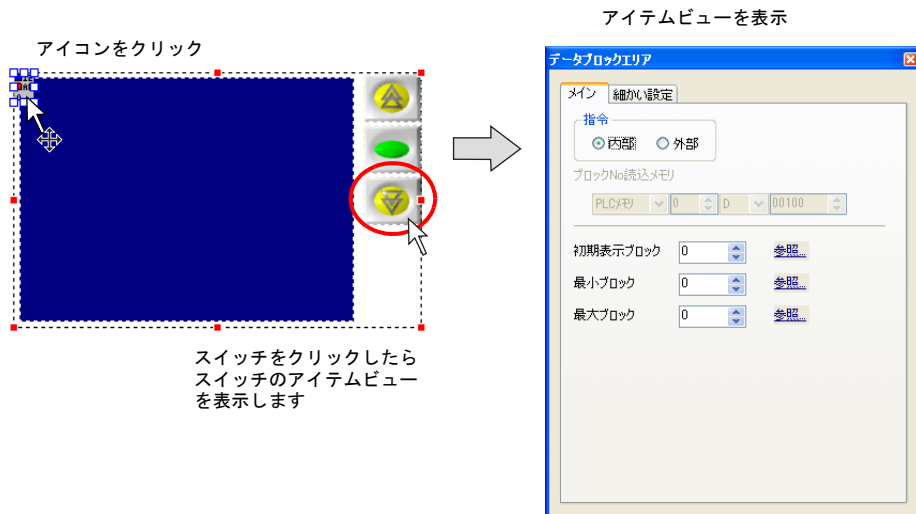 アイテムビューを表示
アイコンをクリック
データブロックエリア
メイン 細かい設定
指令
内部 外部
ブロックNo読込メモリ
PLCメモリ 0 D 00100
初期表示ブロック 0 参照...
最小ブロック 0 参照...
最大ブロック 0 参照...
スイッチをクリックしたら
スイッチのアイテムビュー
を表示します